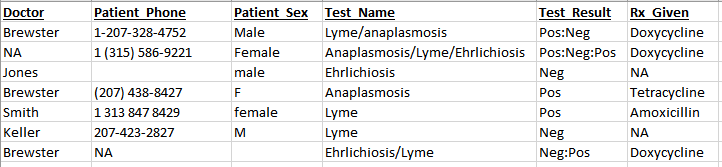 Doctor Patient_Phone Patient_Sex Test_Name Test_Result Rx_Given
Brewster 1-207-328-4752 Male Lyme/anaplasmosis Pos:Neg Doxycycline
NA 1 (315) 586-9221 Female Anaplasmosis/Lyme/Ehrlichiosis Pos:Neg:Pos Doxycycline
Jones male Ehrlichiosis Neg NA
Brewster (207) 438-8427 F Anaplasmosis Pos Tetracycline
Smith 1 313 847 8429 female Lyme Pos Amoxicillin
Keller 207-423-2827 M Lyme Neg NA
Brewster NA Ehrlichiosis/Lyme Neg:Pos Doxycycline